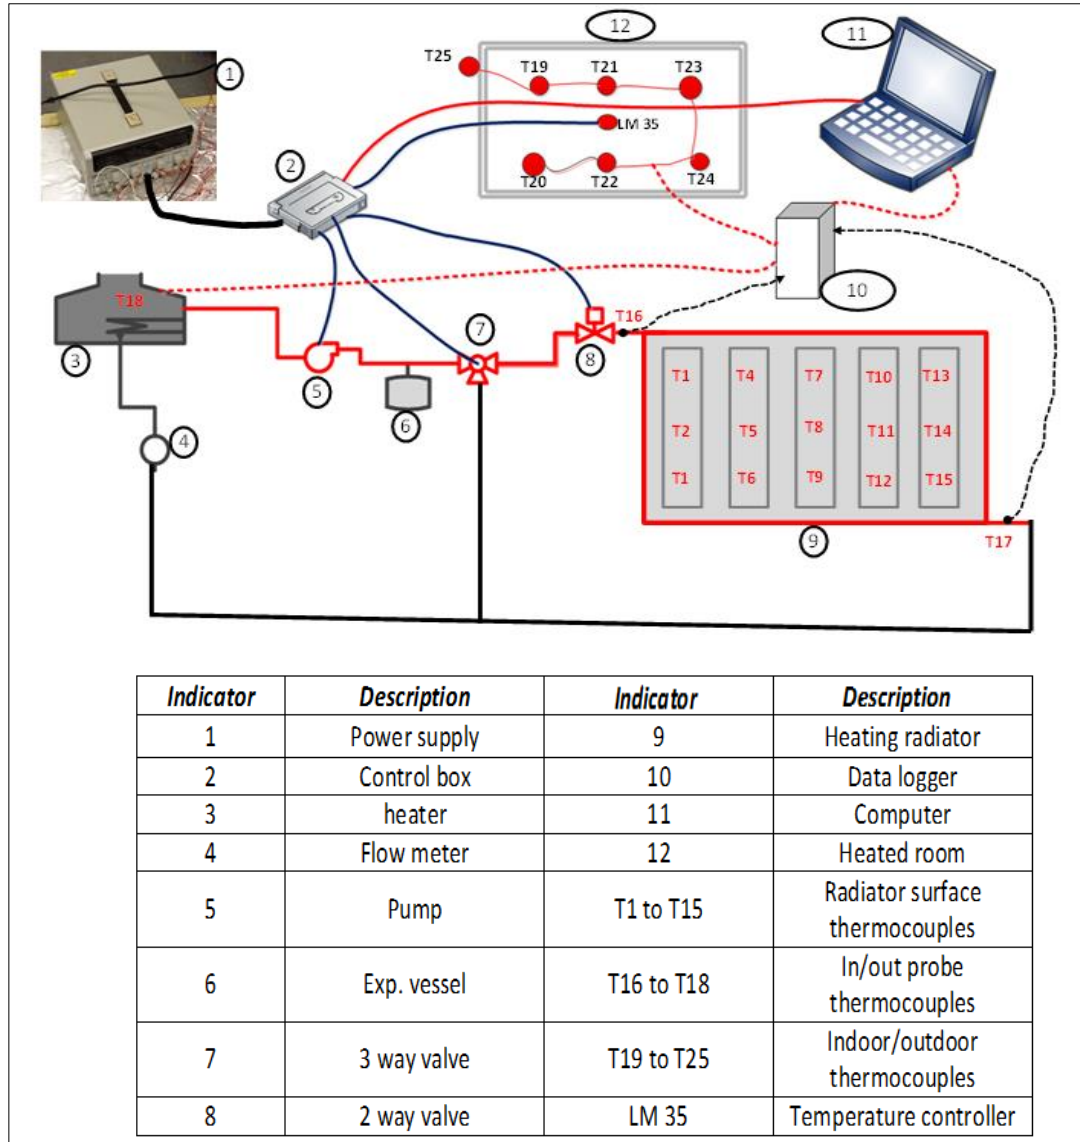 12
11
T25
T19
T21
T23
1
LM 35
2
T20
T22
T24
10
T18
7
T16
3
8
5
6
4
T1 T4 T7 T10 T13
T2 T5 T8 T11 T14
T1 T6 T9 T12 T15
9
T17
Indicator Description Indicator Description
1 Power supply 9 Heating radiator
2 Control box 10 Data logger
3 heater 11 Computer
4 Flow meter 12 Heated room
5 Pump T1 to T15 Radiator surface
thermocouples
6 Exp. vessel T16 to T18 In/out probe
thermocouples
7 3 way valve T19 to T25 Indoor/outdoor
thermocouples
8 2 way valve LM 35 Temperature controller